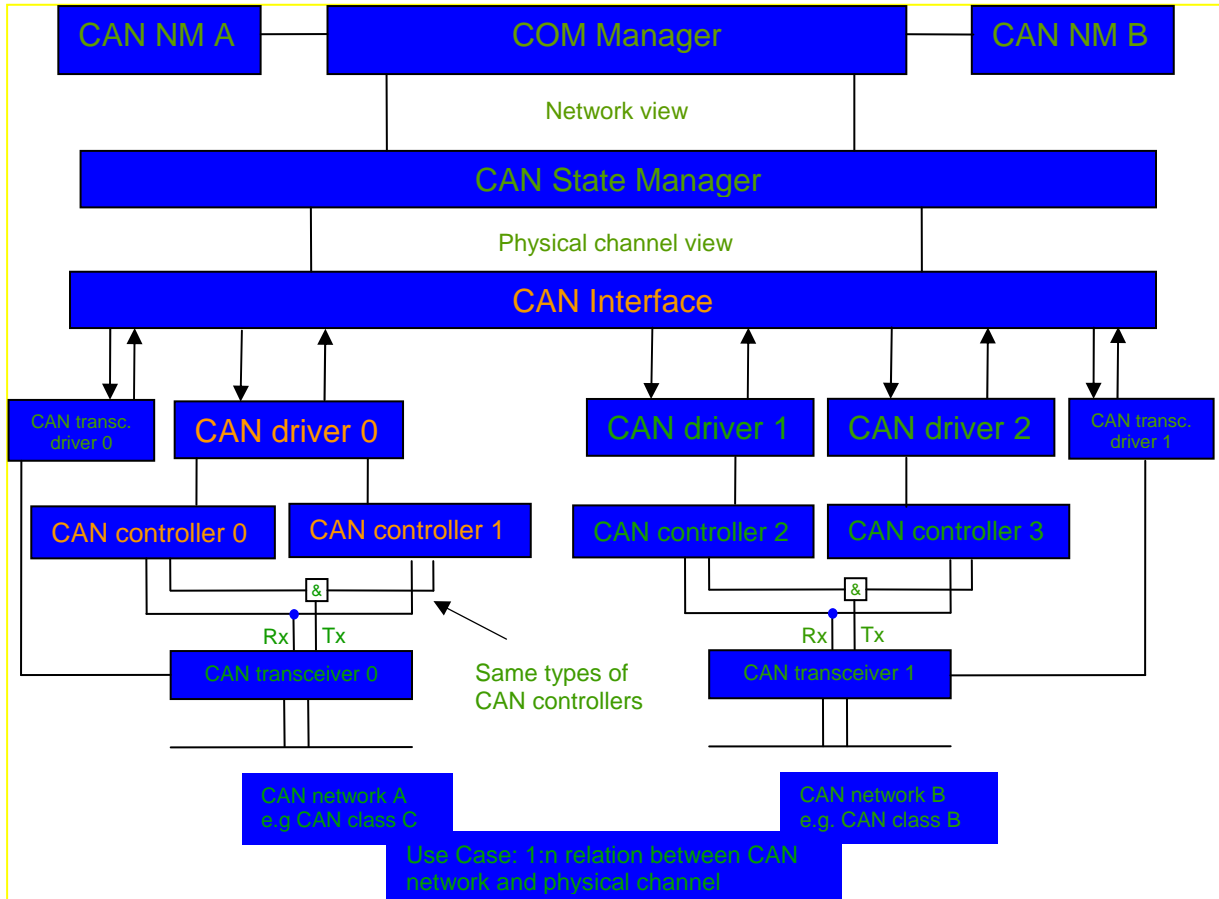 CAN NM A
COM Manager
CAN NM B
Network view
CAN State Manager
Physical channel view
CAN Interface
CAN transc.
driver 0
CAN driver 0
CAN driver 1
CAN driver 2
CAN transc.
driver 1
CAN controller 0
CAN controller 1
CAN controller 2
CAN controller 3
&
&
Rx
Tx
Rx
Tx
CAN transceiver 0
Same types of
CAN controllers
CAN transceiver 1
CAN network A
e.g CAN class C
CAN network B
e.g. CAN class B
Use Case: 1:n relation between CAN
network and physical channel